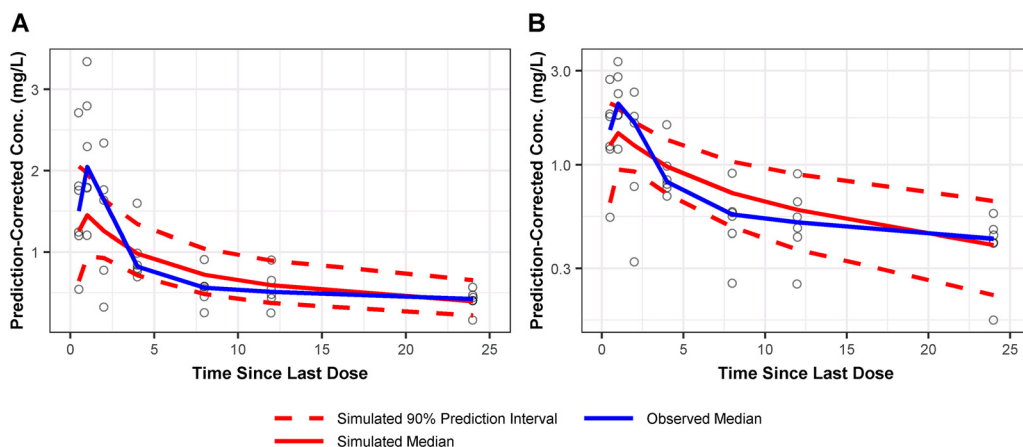 A
B
Prediction-Corrected Conc. (mg/L)
3
2
1
0
5
10
15
20
25
Time Since Last Dose
Prediction-Corrected Conc. (mg/L)
3.0
1.0
0.3
0
5
10
15
20
25
Time Since Last Dose
Simulated 90% Prediction Interval
Observed Median
Simulated Median